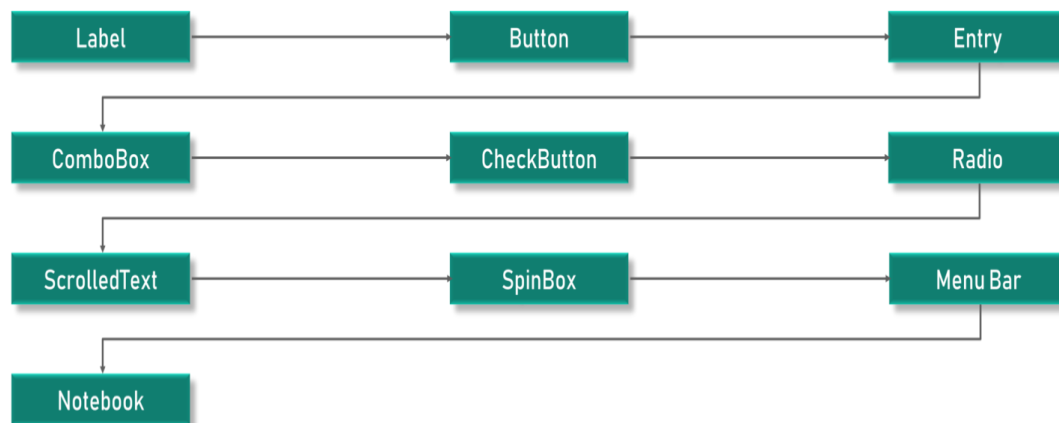 Label
Button
Entry
ComboBox
CheckButton
Radio
ScrolledText
SpinBox
Menu Bar
Notebook